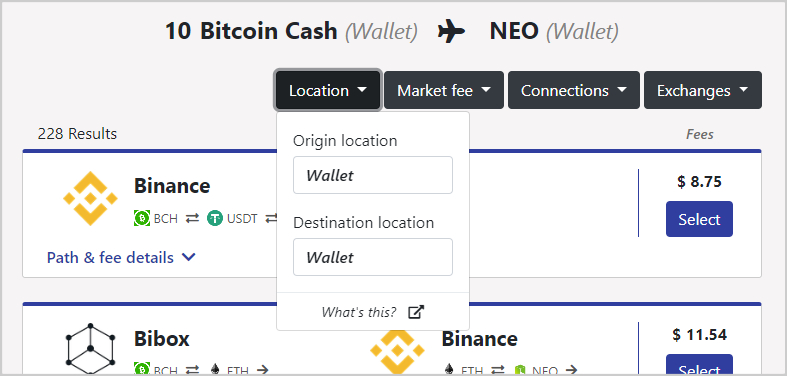 10 Bitcoin Cash (Wallet) NEO (Wallet)
Location Market fee Connections Exchanges
228 Results Fees
Origin location
Wallet
Destination location
Wallet
What's this?
Binance
BCH USDT
Path & fee details
$ 8.75
Select
Bibox
BCH ETH
Binance
ETH NEO
$ 11.54
Select